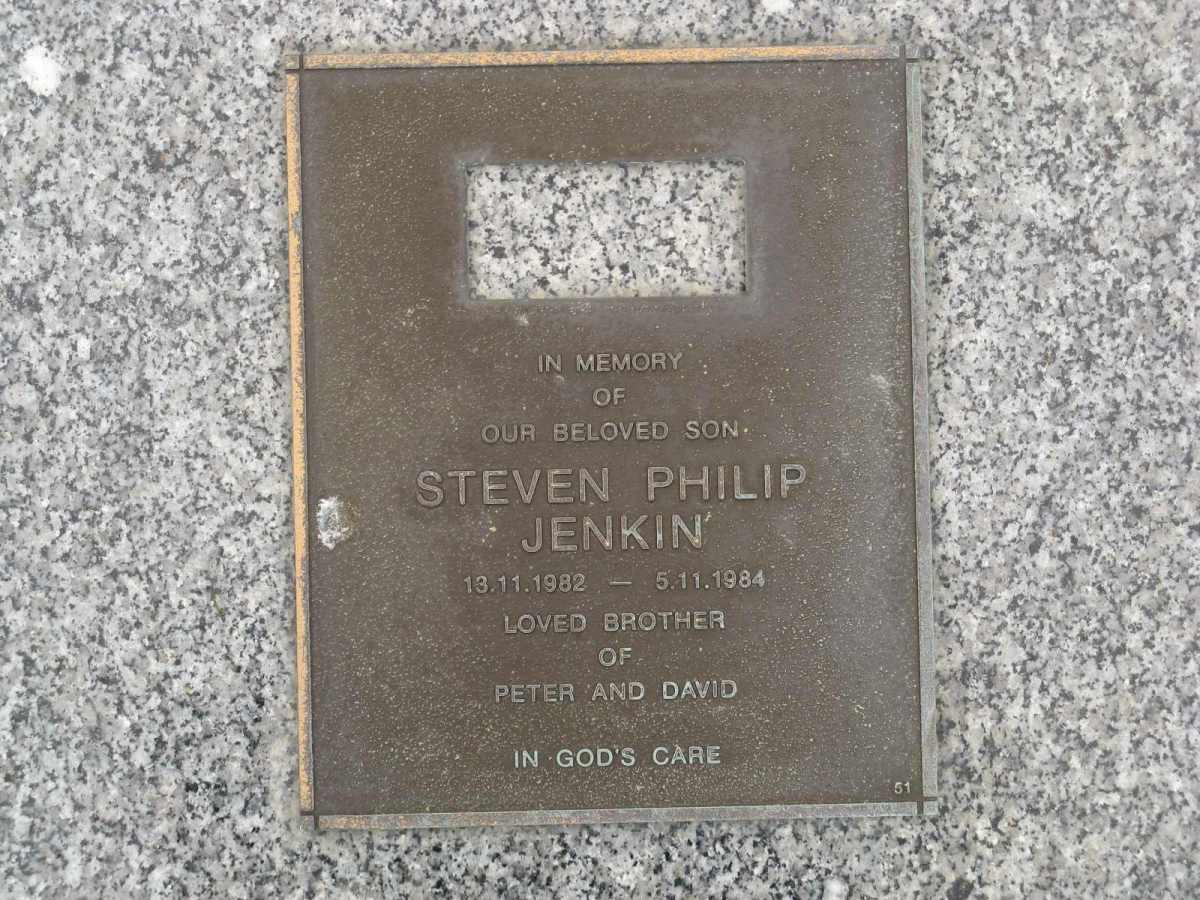 IN MEMORY
OF
OUR BELOVED SON
STEVEN PHILIP
JENKIN
13.11.1982 — 5.11.1984
LOVED BROTHER
OF
PETER AND DAVID
IN GOD'S CARE
51